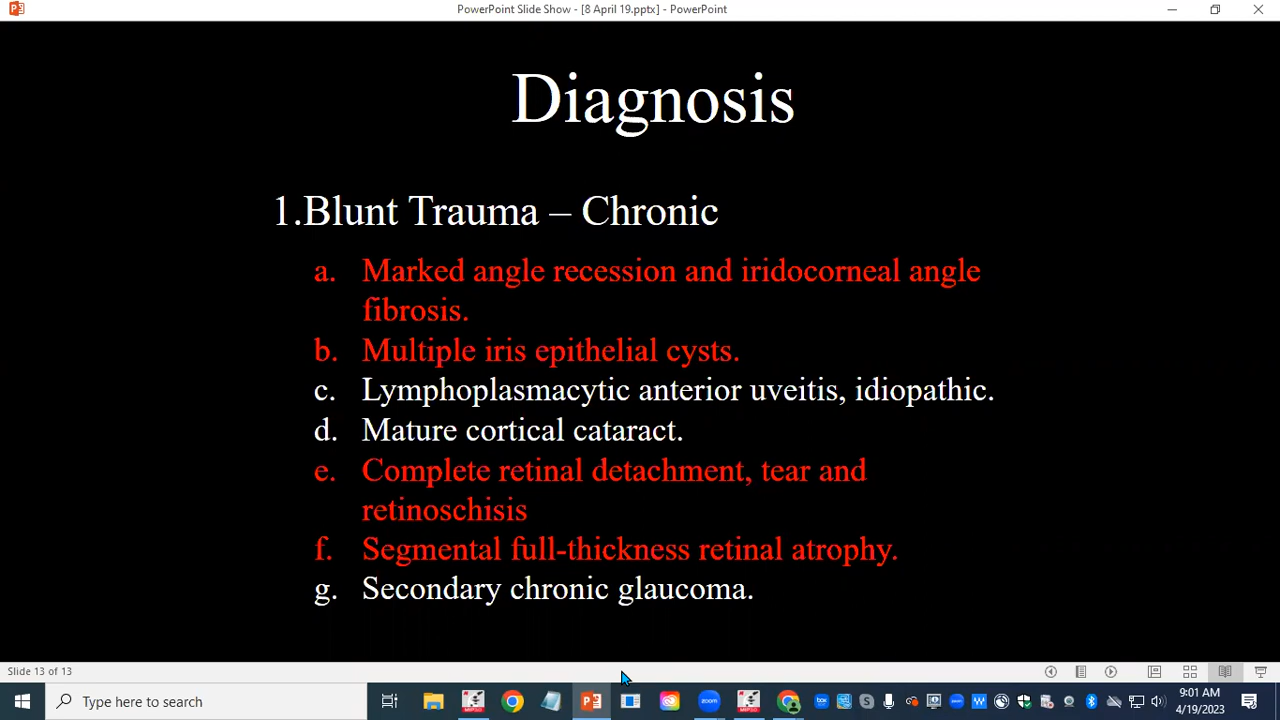 PowerPoint Slide Show - [8 April 19.pptx] - PowerPoint
Diagnosis
1.Blunt Trauma – Chronic
a. Marked angle recession and iridocorneal angle
fibrosis.
b. Multiple iris epithelial cysts.
c. Lymphoplasmacytic anterior uveitis, idiopathic.
d. Mature cortical cataract.
e. Complete retinal detachment, tear and
retinoschisis
f. Segmental full-thickness retinal atrophy.
g. Secondary chronic glaucoma.
Slide 13 of 13
Type here to search
9:01 AM
4/19/2023